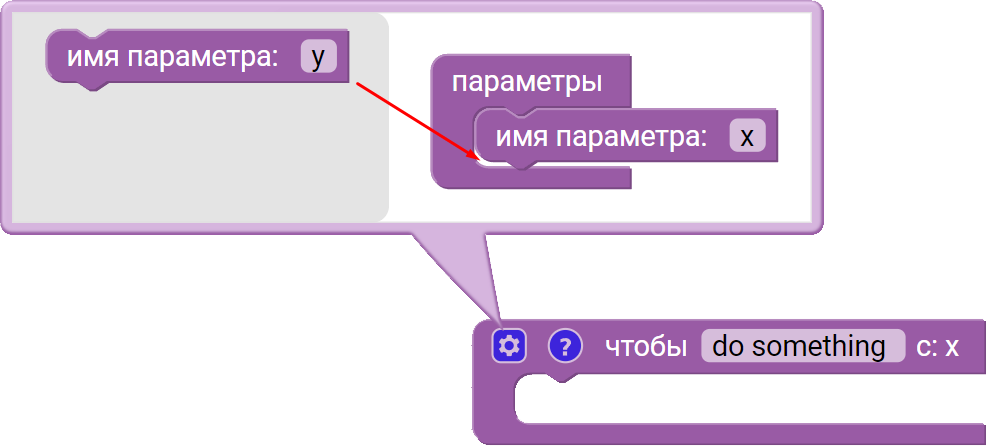 имя параметра: y
параметры
имя параметра: x
? чтобы do something с: x